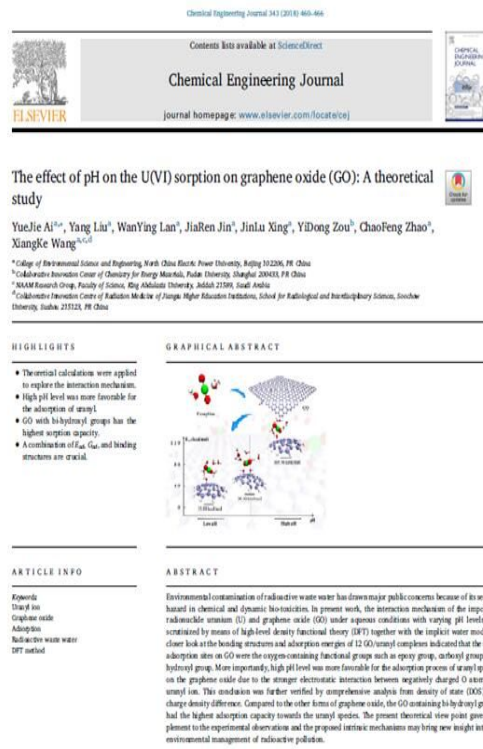 Chemical Engineering Journal 343 (2018) 460–466
Contents lists available at ScienceDirect
Chemical Engineering Journal
journal homepage: www.elsevier.com/locate/cej
ELSEVIER
CHEMICAL
ENGINEERING
JOURNAL
The effect of pH on the U(VI) sorption on graphene oxide (GO): A theoretical
study
Check for
updates
YueJie Ai, Yang Liu, WanYing Lan, JiaRen Jin, JinLu Xing, YiDong Zou, ChaoFeng Zhao,
XiangKe Wang
a College of Environmental Science and Engineering, North China Electric Power University, Beijing 102206, PR China
b Collaborative Innovation Center of Chemistry for Energy Materials, Fudan University, Shanghai 200433, PR China
c NAAM Research Group, Faculty of Science, King Abdulaziz University, Jeddah 21589, Saudi Arabia
d Collaborative Innovation Centre of Radiation Medicine of Jiangsu Higher Education Institutions, School for Radiological and Interdisciplinary Sciences, Soochow
University, Suzhou 215123, PR China
HIGHLIGHTS
• Theoretical calculations were applied
to explore the interaction mechanism.
• High pH level was more favorable for
the adsorption of uranyl.
• GO with bi-hydroxyl groups has the
highest sorption capacity.
• A combination of and binding
structures are crucial.
GRAPHICAL ABSTRACT
GO
Low pH
High pH
pH
ARTICLE INFO
Keywords:
Uranyl ion
Graphene oxide
Adsorption
Radioactive waste water
DFT method
ABSTRACT
Environmental contamination of radioactive waste water has drawn major public concerns because of its se
hazard in chemical and dynamic bio-toxicities. In present work, the interaction mechanism of the impo
radionuclide uranium (U) and graphene oxide (GO) under aqueous conditions with varying pH levels
scrutinized by means of high-level density functional theory (DFT) together with the implicit water mod
closer look at the bonding structures and adsorption energies of 12 GO/uranyl complexes indicated that the
adsorption sites on GO were the oxygen-containing functional groups such as epoxy group, carboxyl group
hydroxyl group. More importantly, high pH level was more favorable for the adsorption process of uranyl sp
on the graphene oxide due to the stronger electrostatic interaction between negatively charged O atom
uranyl ion. This conclusion was further verified by comprehensive analysis from density of state (DOS)
charge density difference. Compared to the other forms of graphene oxide, the GO containing bi-hydroxyl gr
had the highest adsorption capacity towards the uranyl species. The present theoretical view point gave
plement to the experimental observations and the proposed intrinsic mechanisms may bring new insight int
environmental management of radioactive pollution.